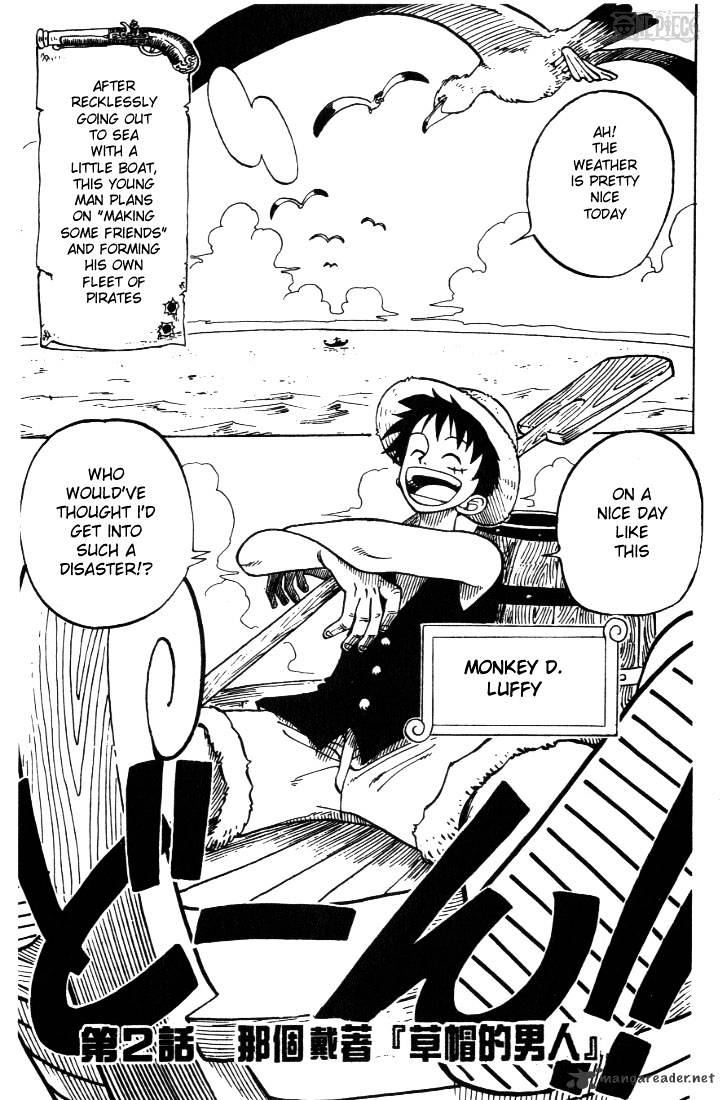 AFTER
RECKLESSLY
GOING OUT
TO SEA
WITH A
LITTLE BOAT,
THIS YOUNG
MAN PLANS
ON "MAKING
SOME FRIENDS"
AND FORMING
HIS OWN
FLEET OF
PIRATES
ONE PIECE
AH!
THE
WEATHER
IS PRETTY
NICE
TODAY
ON A
NICE DAY
LIKE
THIS
WHO
WOULD'VE
THOUGHT I'D
GET INTO
SUCH A
DISASTER!?
MONKEY D.
LUFFY
どーん!!
第2話 那個戴著『草帽的男人』
mangareader.net